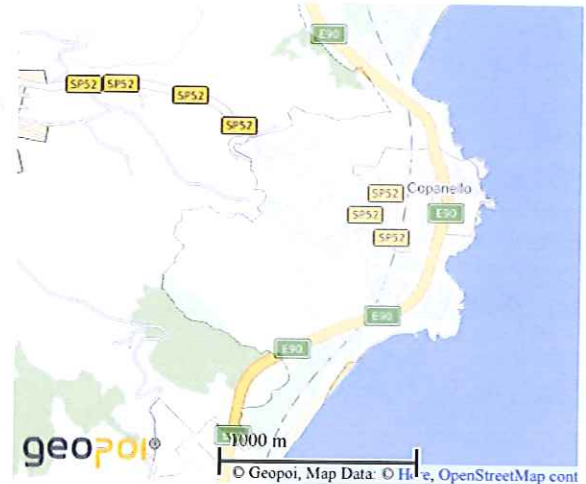 E90
SP52 SP52
SP52
SP52
SP52 Copanello
SP52 E90
SP52
E90
E90
geopoi®
1000 m
© Geopoi, Map Data: © Here, OpenStreetMap cont